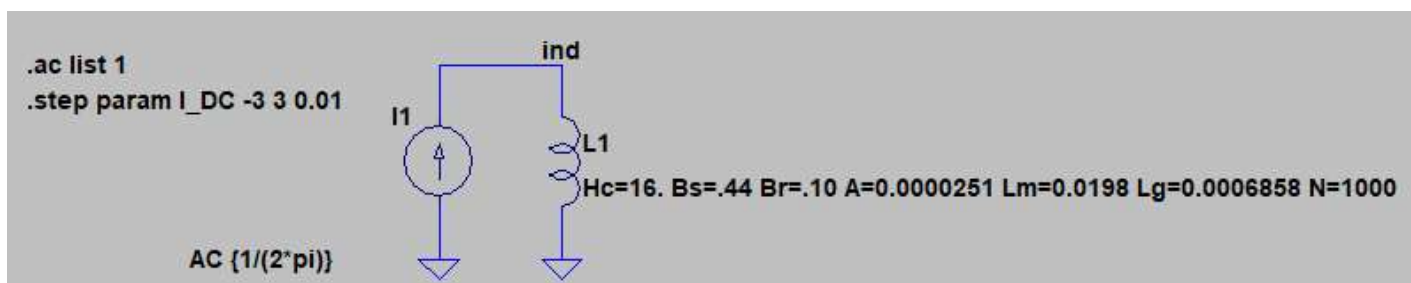 .ac list 1
.step param I_DC -3 3 0.01
I1
ind
L1
Hc=16. Bs=.44 Br=.10 A=0.0000251 Lm=0.0198 Lg=0.0006858 N=1000
AC {1/(2*pi)}